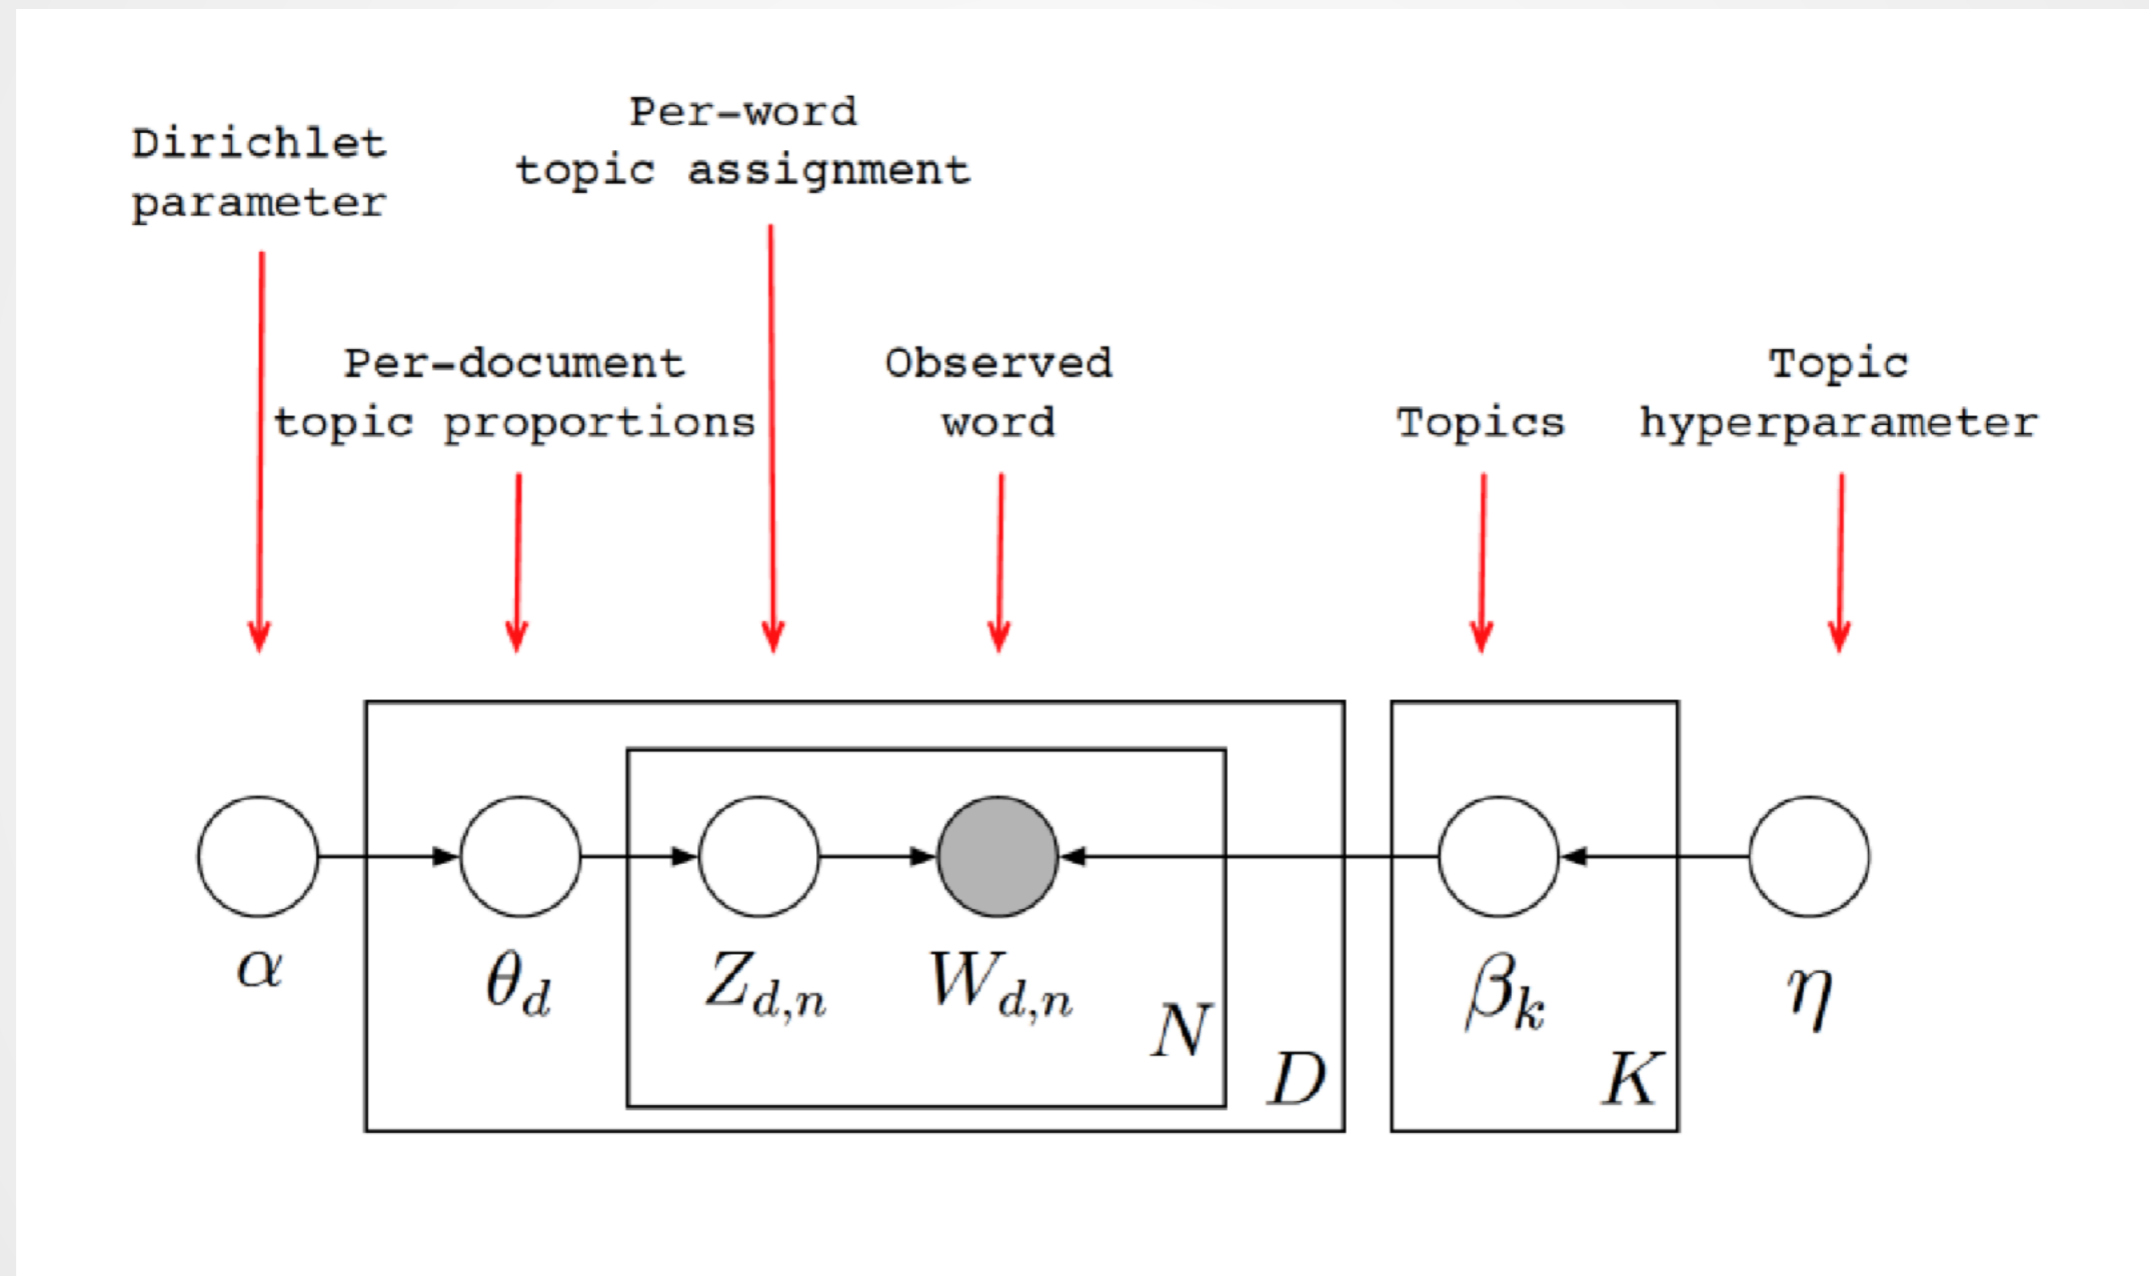 Dirichlet
parameter
Per-word
topic assignment
Per-document
topic proportions
Observed
word
Topics
Topic
hyperparameter
α
θd
Zd,n
Wd,n
N
D
βk
K
η